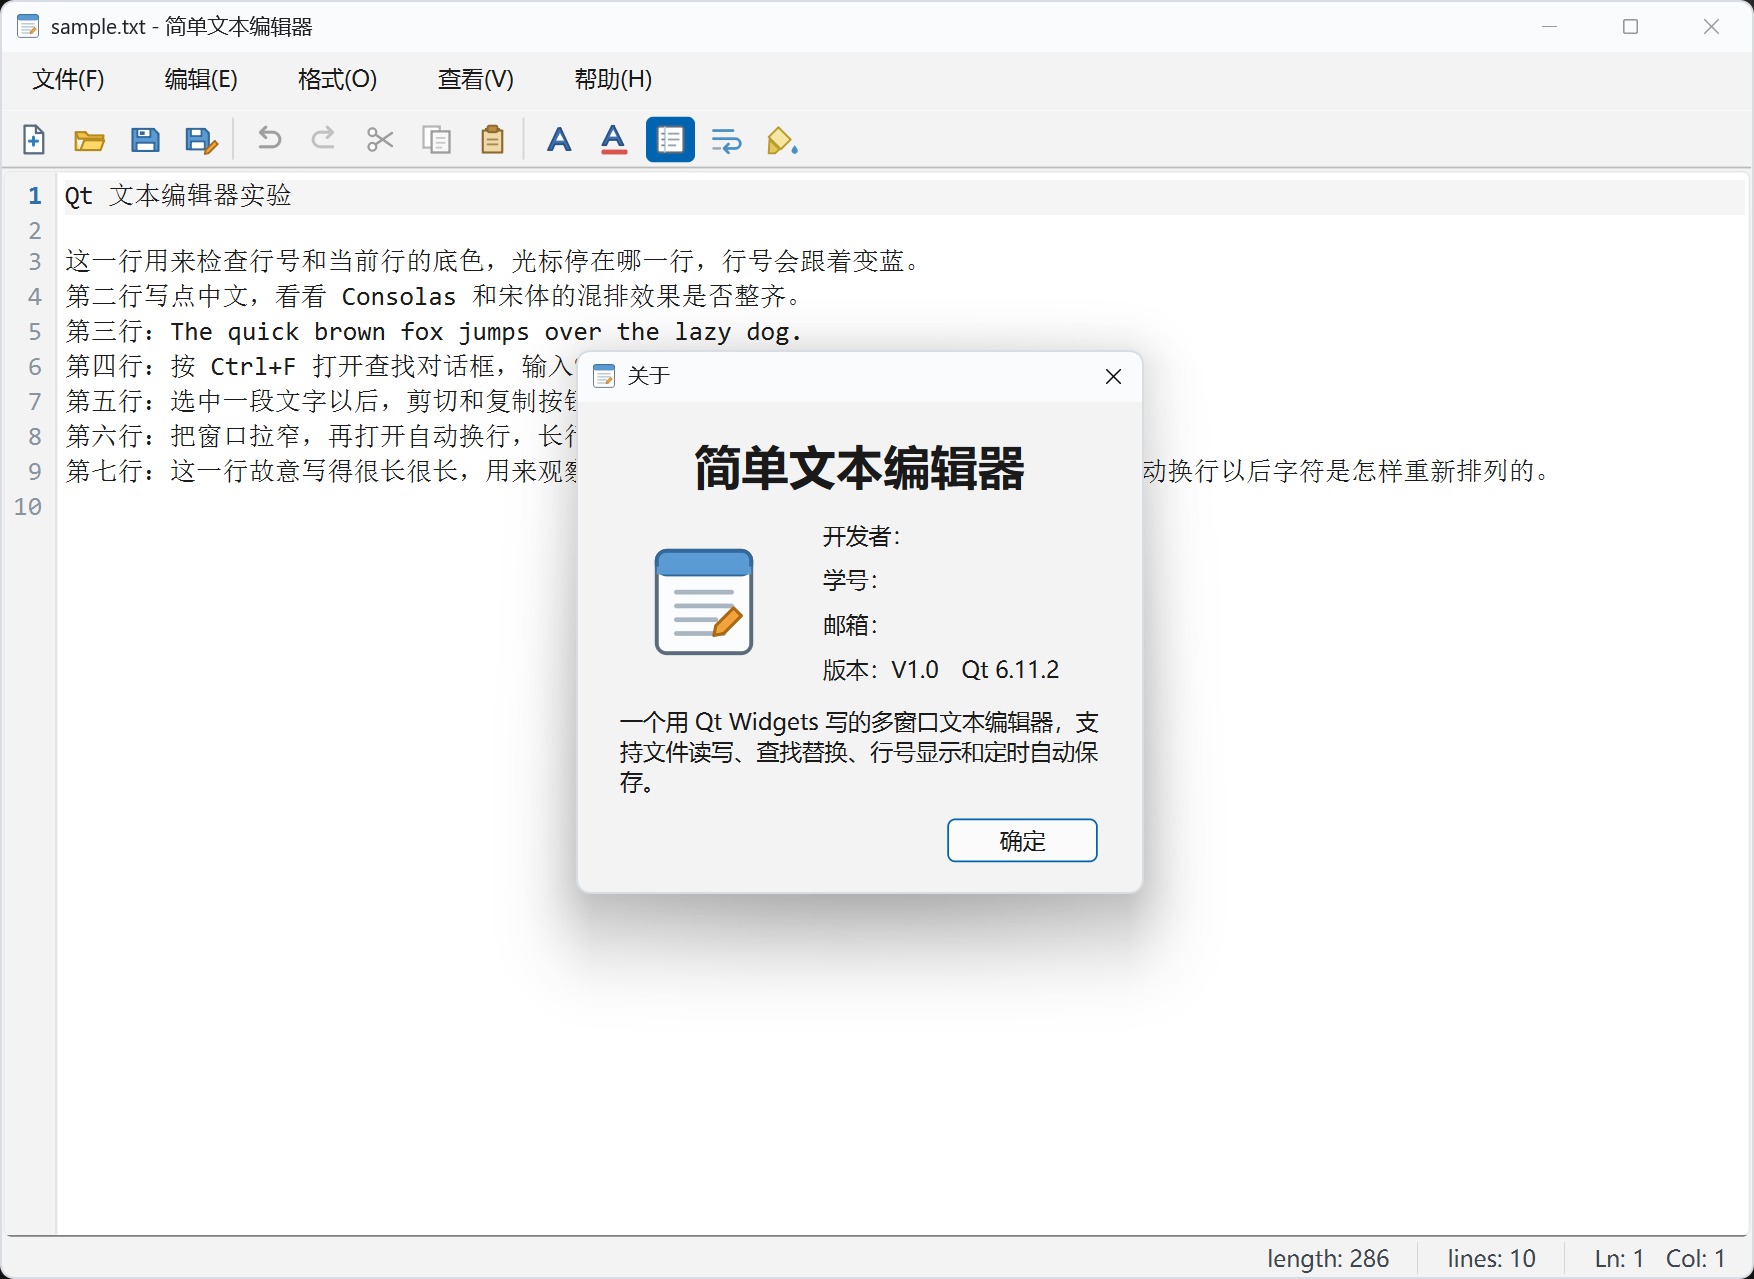 sample.txt - 简单文本编辑器
文件(F) 编辑(E) 格式(O) 查看(V) 帮助(H)
1 Qt 文本编辑器实验
2
3 这一行用来检查行号和当前行的底色，光标停在哪一行，行号会跟着变蓝。
4 第二行写点中文，看看 Consolas 和宋体的混排效果是否整齐。
5 第三行：The quick brown fox jumps over the lazy dog.
6 第四行：按 Ctrl+F 打开查找对话框，输入
7 第五行：选中一段文字以后，剪切和复制按钮
8 第六行：把窗口拉窄，再打开自动换行，长行
9 第七行：这一行故意写得很长很长，用来观察 动换行以后字符是怎样重新排列的。
10
关于
简单文本编辑器
开发者：
学号：
邮箱：
版本：V1.0 Qt 6.11.2
一个用 Qt Widgets 写的多窗口文本编辑器，支
持文件读写、查找替换、行号显示和定时自动保
存。
确定
length: 286 lines: 10 Ln: 1 Col: 1